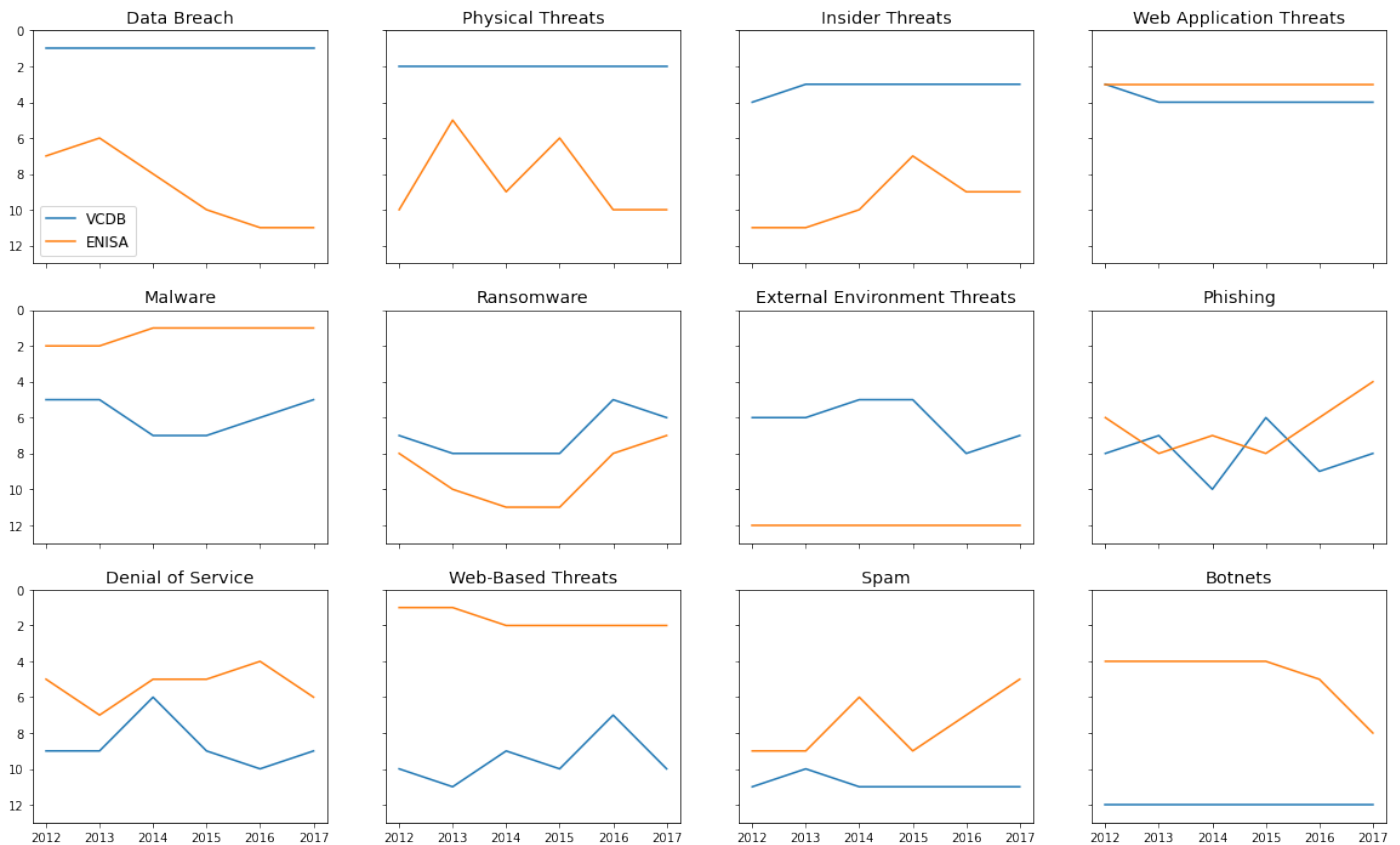 Data Breach
Physical Threats
Insider Threats
Web Application Threats
0
2
4
6
8
10
12
VCDB
ENISA
Malware
Ransomware
External Environment Threats
Phishing
0
2
4
6
8
10
12
Denial of Service
Web-Based Threats
Spam
Botnets
0
2
4
6
8
10
12
2012 2013 2014 2015 2016 2017
2012 2013 2014 2015 2016 2017
2012 2013 2014 2015 2016 2017
2012 2013 2014 2015 2016 2017